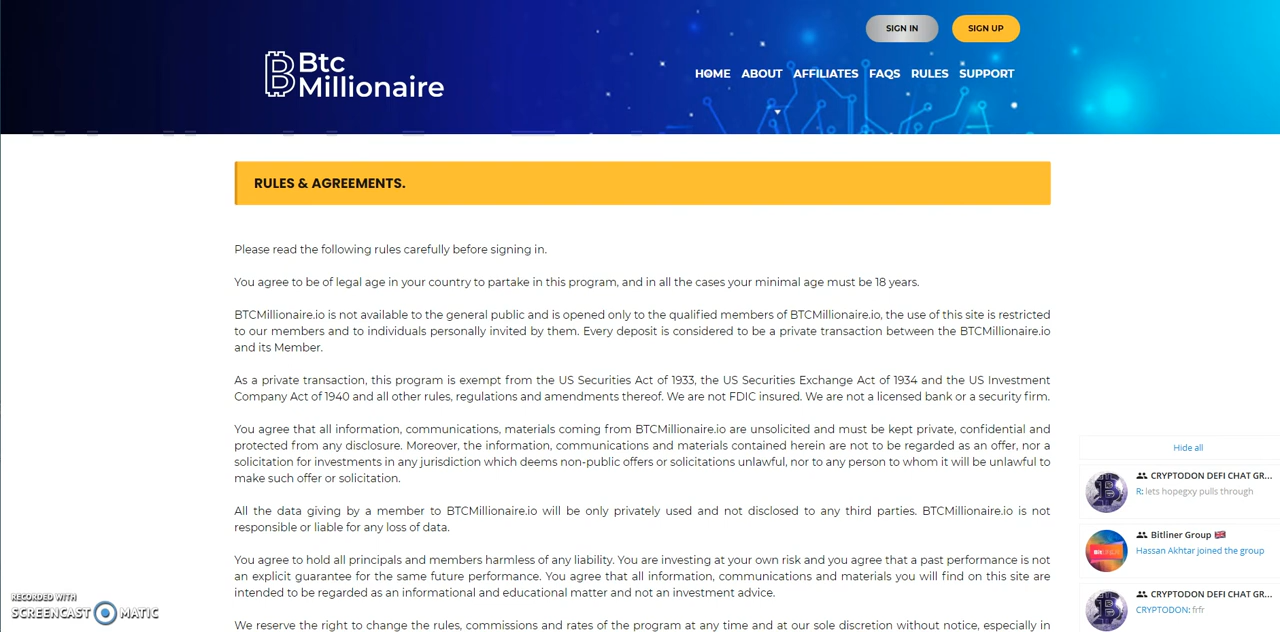 SIGN IN
SIGN UP
Btc
Millionaire
HOME ABOUT AFFILIATES FAQS RULES SUPPORT
RULES & AGREEMENTS.
Please read the following rules carefully before signing in.
You agree to be of legal age in your country to partake in this program, and in all the cases your minimal age must be 18 years.
BTCMillionaire.io is not available to the general public and is opened only to the qualified members of BTCMillionaire.io, the use of this site is restricted
to our members and to individuals personally invited by them. Every deposit is considered to be a private transaction between the BTCMillionaire.io
and its Member.
As a private transaction, this program is exempt from the US Securities Act of 1933, the US Securities Exchange Act of 1934 and the US Investment
Company Act of 1940 and all other rules, regulations and amendments thereof. We are not FDIC insured. We are not a licensed bank or a security firm.
You agree that all information, communications, materials coming from BTCMillionaire.io are unsolicited and must be kept private, confidential and
protected from any disclosure. Moreover, the information, communications and materials contained herein are not to be regarded as an offer, nor a
solicitation for investments in any jurisdiction which deems non-public offers or solicitations unlawful, nor to any person to whom it will be unlawful to
make such offer or solicitation.
All the data giving by a member to BTCMillionaire.io will be only privately used and not disclosed to any third parties. BTCMillionaire.io is not
responsible or liable for any loss of data.
You agree to hold all principals and members harmless of any liability. You are investing at your own risk and you agree that a past performance is not
an explicit guarantee for the same future performance. You agree that all information, communications and materials you will find on this site are
intended to be regarded as an informational and educational matter and not an investment advice.
We reserve the right to change the rules, commissions and rates of the program at any time and at our sole discretion without notice, especially in
Hide all
CRYPTODON DEFI CHAT GR...
R: lets hopegxy pulls through
Bitliner Group
Hassan Akhtar joined the group
CRYPTODON DEFI CHAT GR...
CRYPTODON: frfr
RECORDED WITH
SCREENCAST MATIC